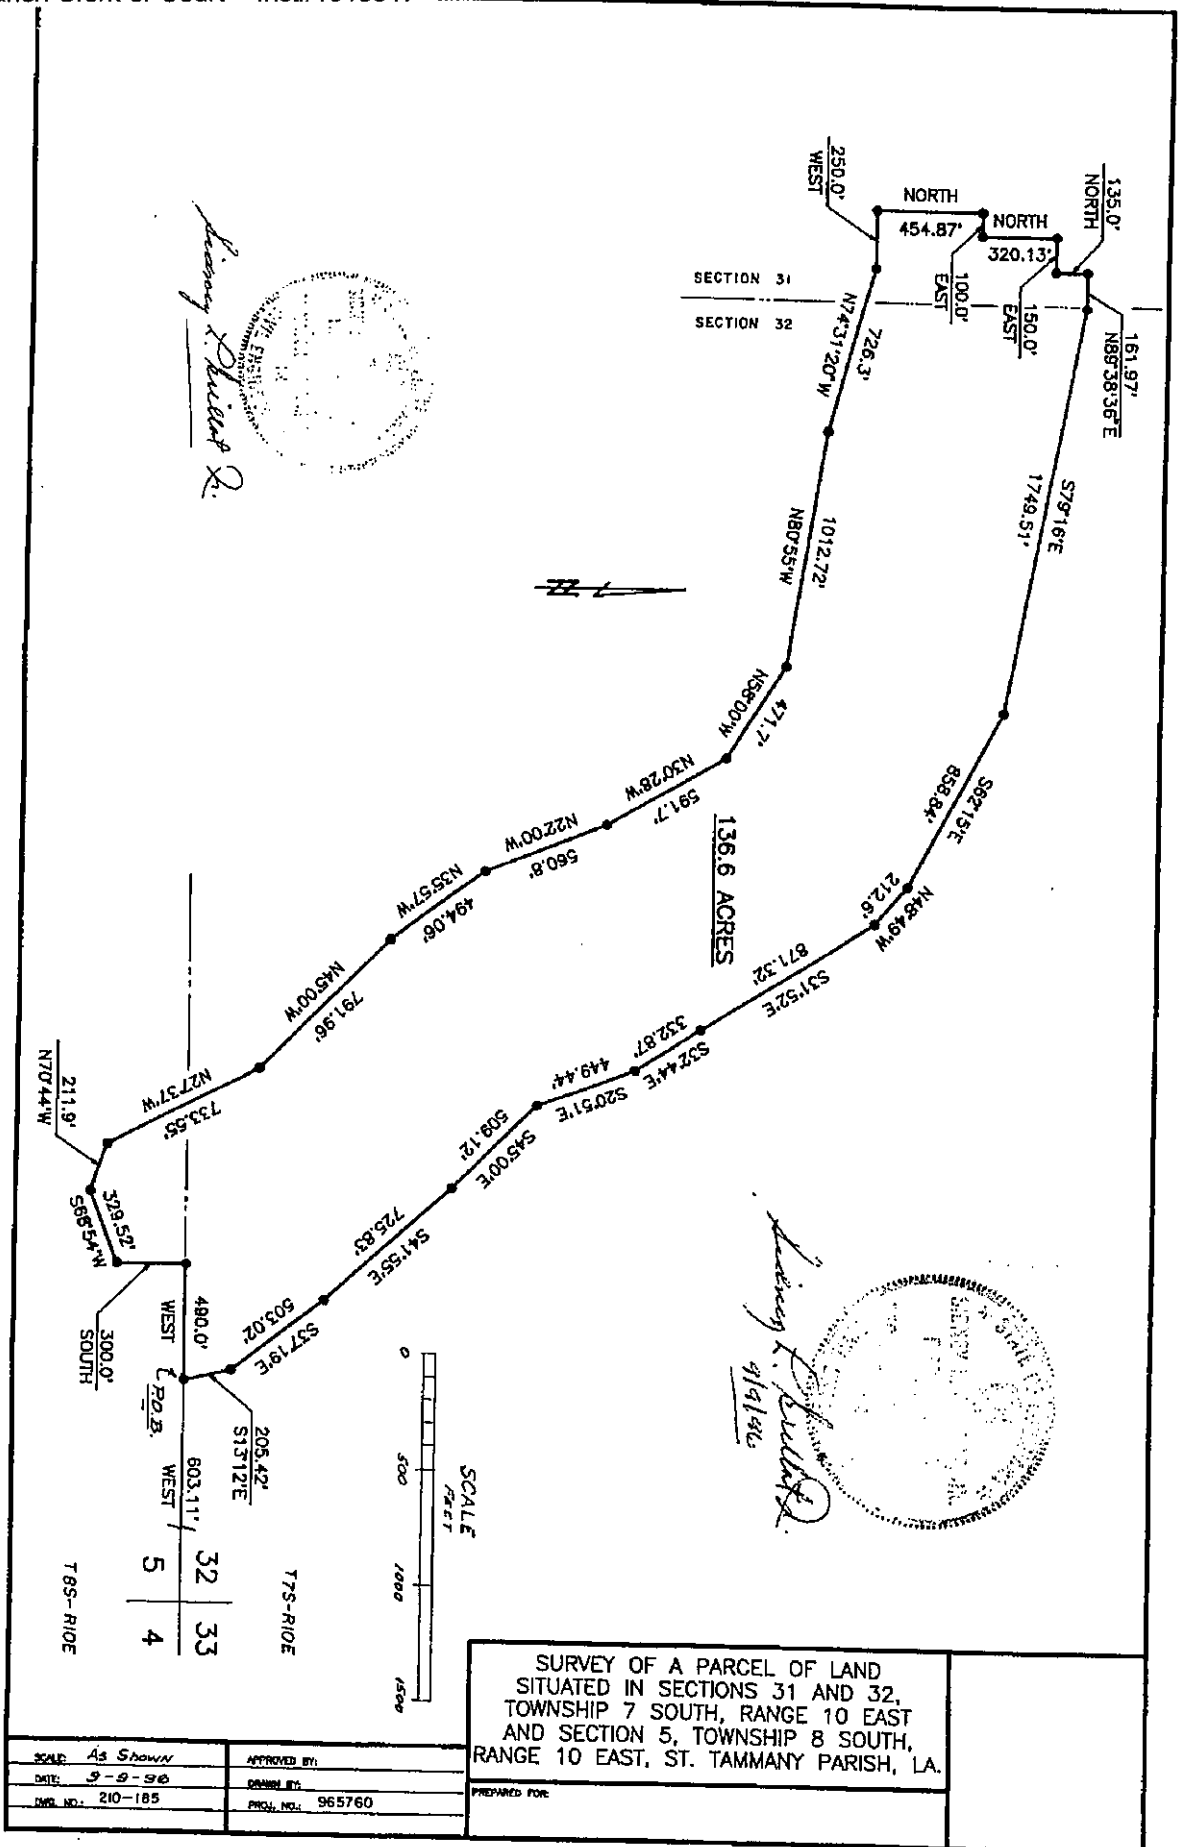 135.0'
NORTH
161.97'
N89°38'36"E
250.0'
WEST
NORTH
454.87'
NORTH
320.13'
100.0'
EAST
150.0'
EAST
SECTION 31
SECTION 32
N74°31'20"W
726.3'
S79°16'E
1749.51'
1012.72'
N80°55'W
N58°00'W
471.7'
S62°15'E
858.84'
N48°49'W
212.6'
N30°28'W
591.7'
136.6 ACRES
N22°00'W
560.8'
871.32'
S31°52'E
N35°57'W
494.06'
332.87'
S32°44'E
N45°00'W
791.96'
449.44'
S20°51'E
509.12'
S45°00'E
N27°37'W
733.55'
725.83'
S41°55'E
211.9'
N70°44'W
329.52'
S68°54'W
503.02'
S37°19'E
300.0'
SOUTH
490.0'
WEST
P.O.B.
205.42'
S13°12'E
603.11'
WEST
32 33
5 4
T7S-R10E
T8S-R10E
SCALE
FEET
0 500 1000 1500
9/9/96
SURVEY OF A PARCEL OF LAND
SITUATED IN SECTIONS 31 AND 32,
TOWNSHIP 7 SOUTH, RANGE 10 EAST
AND SECTION 5, TOWNSHIP 8 SOUTH,
RANGE 10 EAST, ST. TAMMANY PARISH, LA.
PREPARED FOR:
SCALE: As Shown
APPROVED BY:
DATE: 9-9-96
DRAWN BY:
DWG. NO.: 210-185
PROJ. NO.: 965760